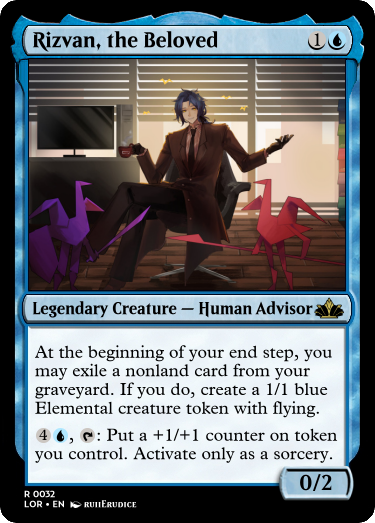 Rizvan, the Beloved 1
Legendary Creature — Human Advisor
At the beginning of your end step, you
may exile a nonland card from your
graveyard. If you do, create a 1/1 blue
Elemental creature token with flying.
4, : Put a +1/+1 counter on token
you control. Activate only as a sorcery.
0/2
R 0032
LOR • EN RUIIERUDICE